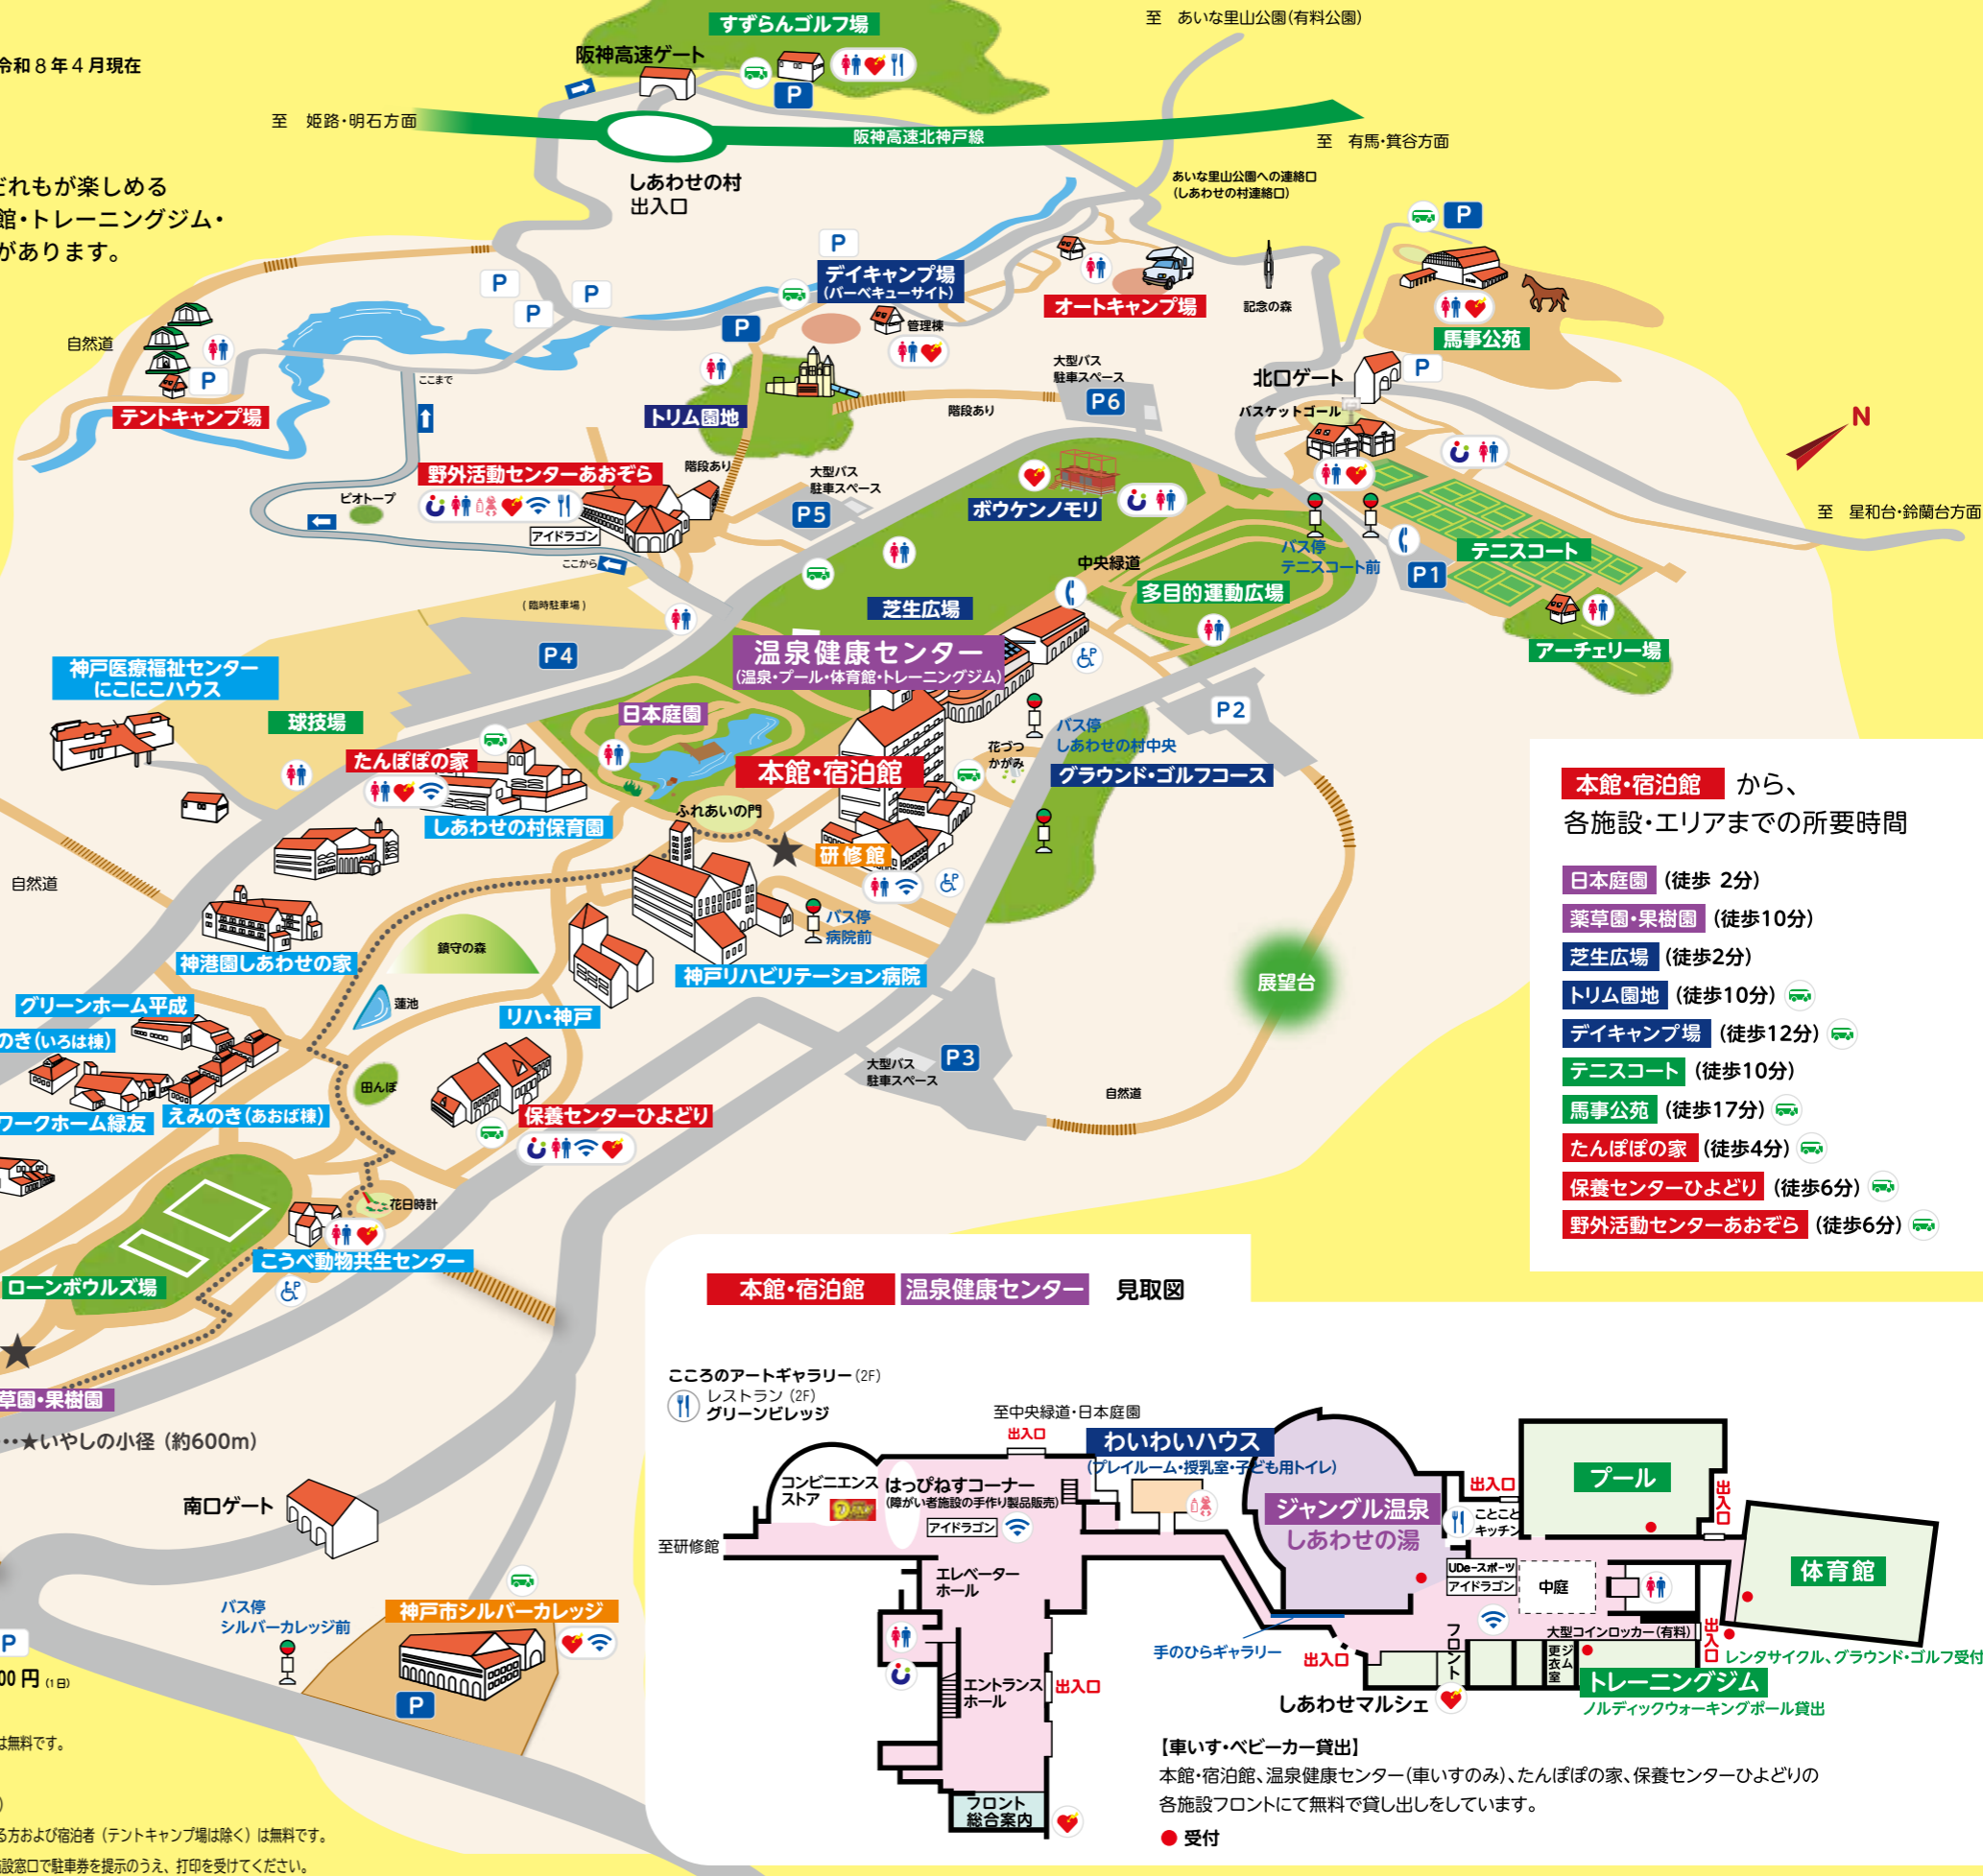 令和8年4月現在
だれもが楽しめる
館・トレーニングジム・
があります。
すずらんゴルフ場
阪神高速ゲート
P
至 あいな里山公園(有料公園)
至 姫路・明石方面
阪神高速北神戸線
至 有馬・箕谷方面
しあわせの村
出入口
あいな里山公園への連絡口
(しあわせの村連絡口)
P
P
P
P
P
デイキャンプ場
(バーベキューサイト)
管理棟
オートキャンプ場
記念の森
P
馬事公苑
自然道
P
テントキャンプ場
ここまで
トリム園地
階段あり
大型バス
駐車スペース
P6
北口ゲート
P
バスケットゴール
N
野外活動センターあおぞら
アイドラゴン
階段あり
ビオトープ
ここから
大型バス
駐車スペース
P5
ボウケンノモリ
中央緑道
バス停
テニスコート前
P1
テニスコート
至 星和台・鈴蘭台方面
(臨時駐車場)
P4
芝生広場
多目的運動広場
アーチェリー場
温泉健康センター
(温泉・プール・体育館・トレーニングジム)
神戸医療福祉センター
にこにこハウス
球技場
日本庭園
たんぽぽの家
しあわせの村保育園
本館・宿泊館
花づつ
かがみ
バス停
しあわせの村中央
P2
グラウンド・ゴルフコース
ふれあいの門
研修館
自然道
神港園しあわせの家
鎮守の森
蓮池
バス停
病院前
神戸リハビリテーション病院
リハ・神戸
展望台
グリーンホーム平成
のき(いろは棟)
ワークホーム緑友
えみのき(あおば棟)
田んぼ
保養センターひよどり
大型バス
駐車スペース
P3
自然道
花日時計
こうべ動物共生センター
ローンボウルズ場
草園・果樹園
…★いやしの小径 (約600m)
南口ゲート
バス停
シルバーカレッジ前
神戸市シルバーカレッジ
P
P
00円(1日)
は無料です。
)
る方および宿泊者(テントキャンプ場は除く)は無料です。
設窓口で駐車券を提示のうえ、打印を受けてください。
本館・宿泊館 から、
各施設・エリアまでの所要時間
日本庭園 (徒歩 2分)
薬草園・果樹園 (徒歩10分)
芝生広場 (徒歩2分)
トリム園地 (徒歩10分)
デイキャンプ場 (徒歩12分)
テニスコート (徒歩10分)
馬事公苑 (徒歩17分)
たんぽぽの家 (徒歩4分)
保養センターひよどり (徒歩6分)
野外活動センターあおぞら (徒歩6分)
本館・宿泊館 温泉健康センター 見取図
こころのアートギャラリー(2F)
レストラン (2F)
グリーンビレッジ
至中央緑道・日本庭園
出入口
わいわいハウス
(プレイルーム・授乳室・子ども用トイレ)
コンビニエンス
ストア
はっぴねすコーナー
(障がい者施設の手作り製品販売)
アイドラゴン
至研修館
エレベーター
ホール
エントランス
ホール
出入口
フロント
総合案内
ジャングル温泉
しあわせの湯
出入口
ことこと
キッチン
プール
出入口
体育館
UDe-スポーツ
アイドラゴン
中庭
手のひらギャラリー
出入口
フロント
しあわせマルシェ
大型コインロッカー(有料)
ジム
更衣室
出入口
レンタサイクル、グラウンド・ゴルフ受付
トレーニングジム
ノルディックウォーキングポール貸出
【車いす・ベビーカー貸出】
本館・宿泊館、温泉健康センター(車いすのみ)、たんぽぽの家、保養センターひよどりの
各施設フロントにて無料で貸し出しをしています。
受付